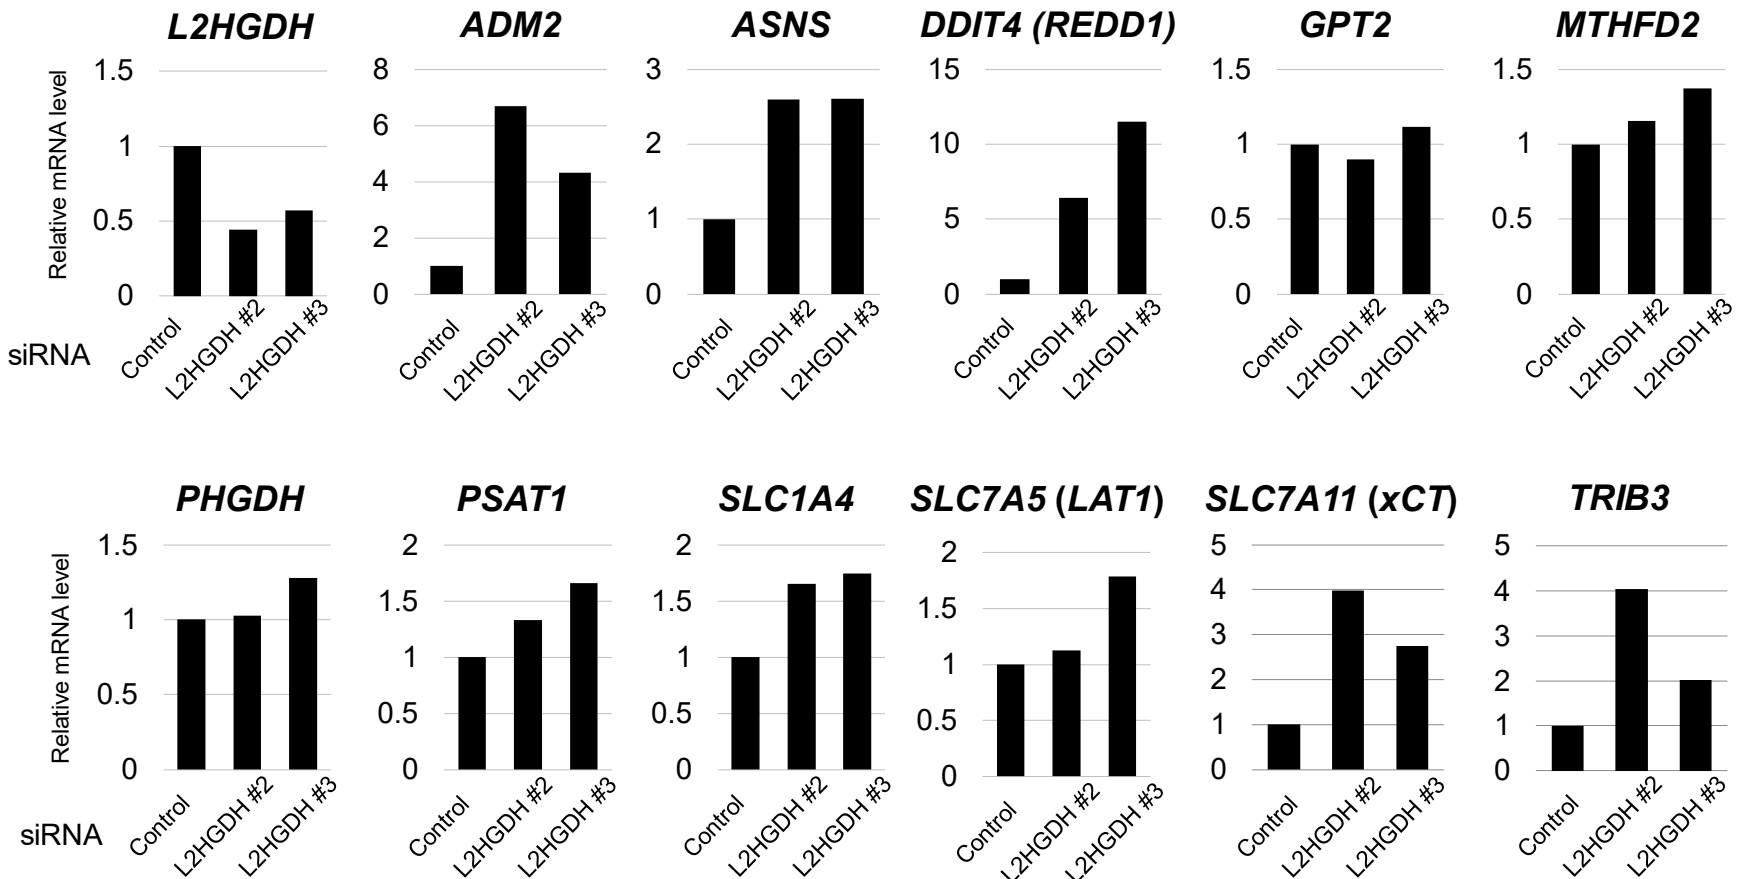 L2HGDH ADM2 ASNS DDIT4 (REDD1) GPT2 MTHFD2
Relative mRNA level
1.5 8 3 15 1.5 1.5
6
1 2 10 1 1
4
0.5 1 5 0.5 0.5
2
0 0 0 0 0 0
siRNA
Control L2HGDH #2 L2HGDH #3 Control L2HGDH #2 L2HGDH #3 Control L2HGDH #2 L2HGDH #3 Control L2HGDH #2 L2HGDH #3 Control L2HGDH #2 L2HGDH #3 Control L2HGDH #2 L2HGDH #3
PHGDH PSAT1 SLC1A4 SLC7A5 (LAT1) SLC7A11 (xCT) TRIB3
Relative mRNA level
1.5 2 2 2 5 5
4 4
1.5 1.5 1.5
1 3 3
1 1 1
2 2
0.5 0.5 0.5 0.5 1 1
0 0 0 0 0 0
siRNA
Control L2HGDH #2 L2HGDH #3 Control L2HGDH #2 L2HGDH #3 Control L2HGDH #2 L2HGDH #3 Control L2HGDH #2 L2HGDH #3 Control L2HGDH #2 L2HGDH #3 Control L2HGDH #2 L2HGDH #3